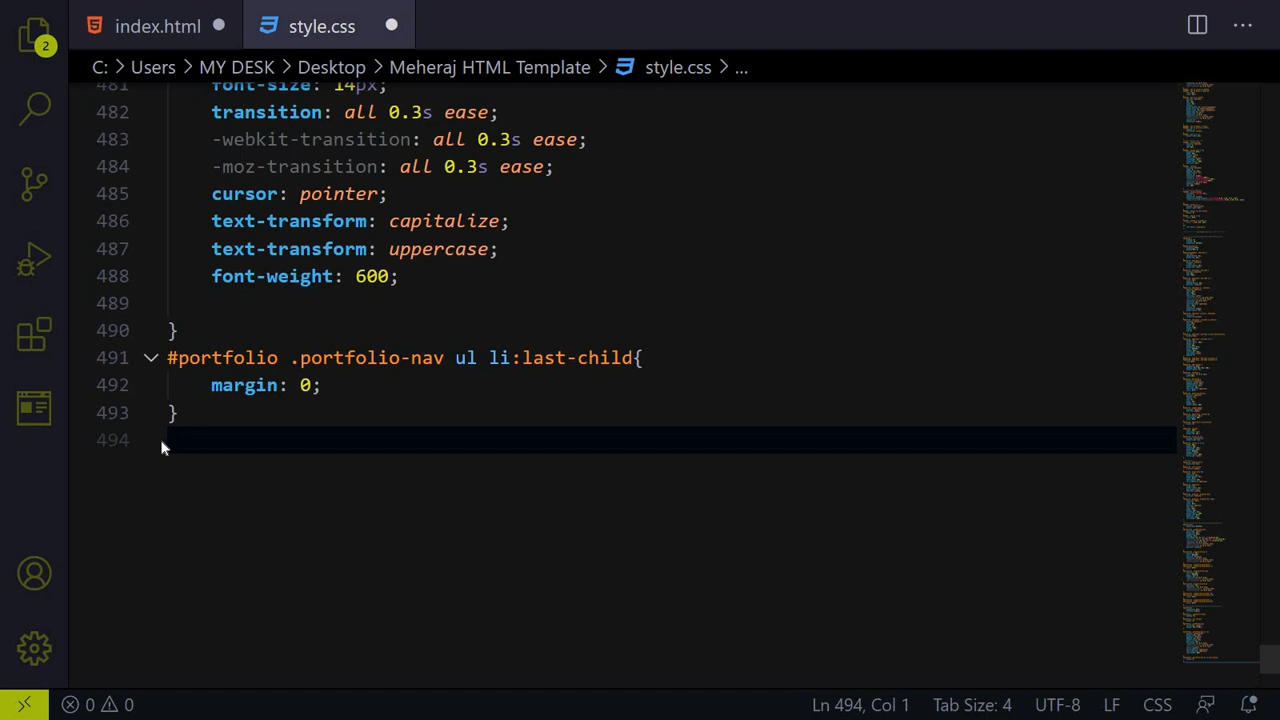 index.html
style.css
2
C: > Users > MY DESK > Desktop > Meheraj HTML Template > style.css > ...
481 font-size: 14px;
482 transition: all 0.3s ease;
483 -webkit-transition: all 0.3s ease;
484 -moz-transition: all 0.3s ease;
485 cursor: pointer;
486 text-transform: capitalize;
487 text-transform: uppercase;
488 font-weight: 600;
489
490 }
491 #portfolio .portfolio-nav ul li:last-child{
492 margin: 0;
493 }
494
0 0 Ln 494, Col 1 Tab Size: 4 UTF-8 LF CSS